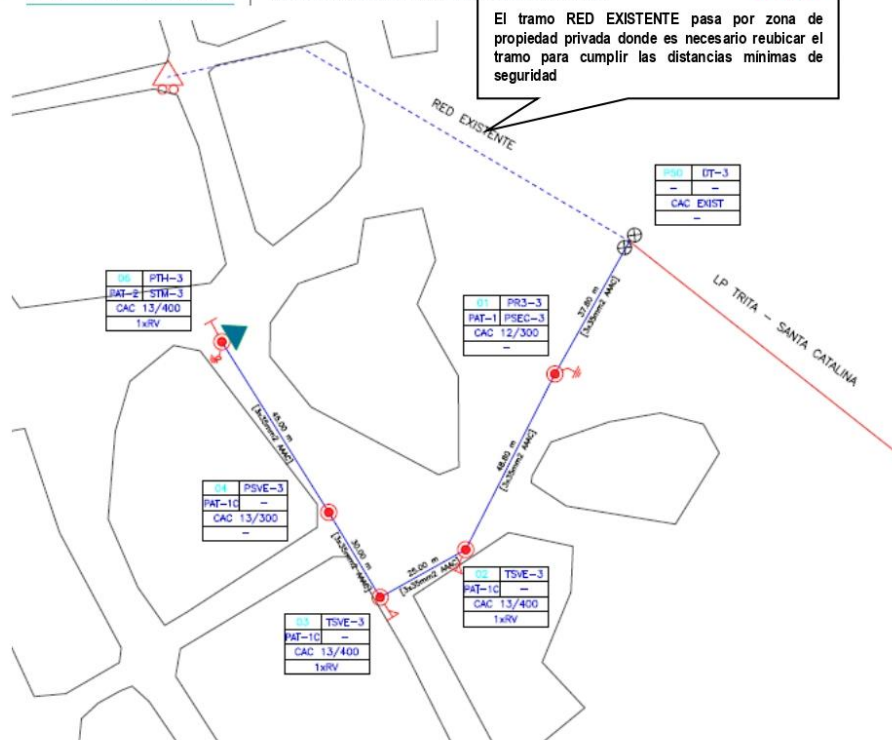 El tramo RED EXISTENTE pasa por zona de
propiedad privada donde es necesario reubicar el
tramo para cumplir las distancias mínimas de
seguridad
RED EXISTENTE
P50 DT-3
- -
CAC EXIST
-
LP TRITA - SANTA CATALINA
37.80 m
[3x35mm2 AAAC]
01 PR3-3
PAT-1 PSEC-3
CAC 12/300
-
06 PTH-3
PAT-2 STM-3
CAC 13/400
1xRV
45.00 m
[3x35mm2 AAAC]
48.80 m
[3x35mm2 AAAC]
04 PSVE-3
PAT-1C -
CAC 13/300
-
30.00 m
[3x35mm2 AAAC]
25.00 m
[3x35mm2 AAAC]
02 TSVE-3
PAT-1C -
CAC 13/400
1xRV
03 TSVE-3
PAT-1C -
CAC 13/400
1xRV